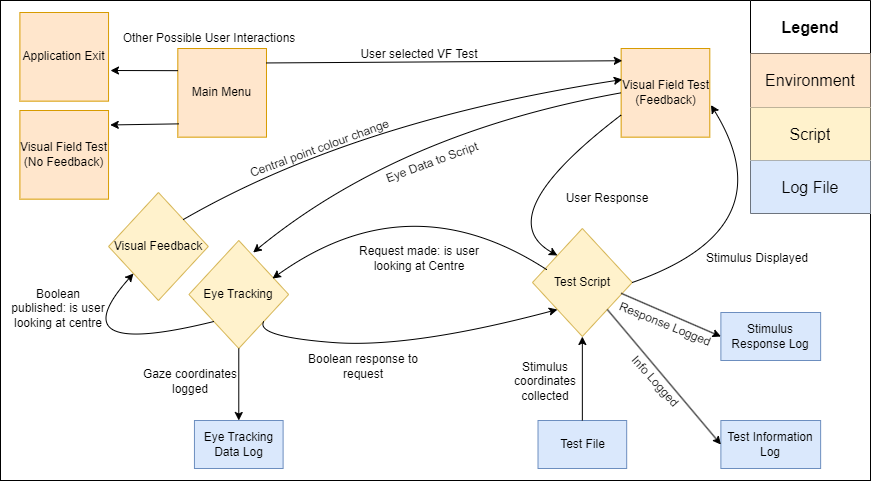 Legend
Environment
Script
Log File
Application Exit
Other Possible User Interactions
User selected VF Test
Main Menu
Visual Field Test
(Feedback)
Visual Field Test
(No Feedback)
Central point colour change
Eye Data to Script
User Response
Visual Feedback
Request made: is user
looking at Centre
Stimulus Displayed
Eye Tracking
Test Script
Boolean
published: is user
looking at centre
Response Logged
Stimulus
Response Log
Boolean response to
request
Gaze coordinates
logged
Stimulus
coordinates
collected
Info Logged
Eye Tracking
Data Log
Test File
Test Information
Log